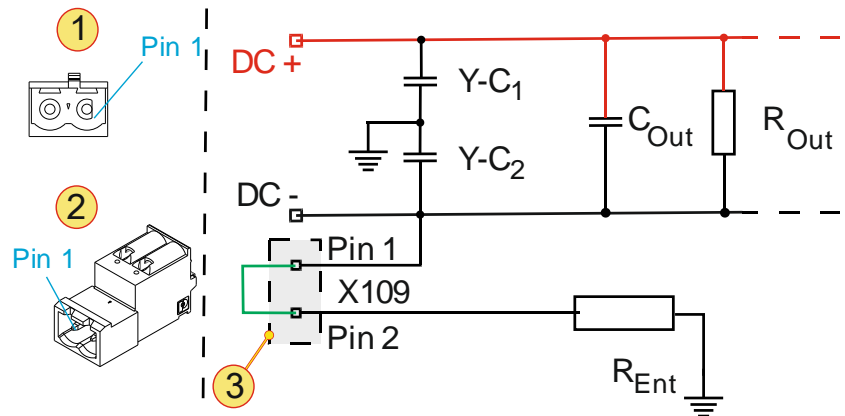 1
Pin 1
2
Pin 1
DC +
Y-C1
Y-C2
COut
ROut
DC -
Pin 1
X109
Pin 2
3
REnt